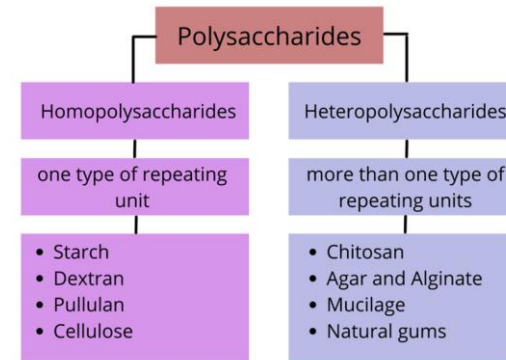 Polysaccharides
Homopolysaccharides
one type of repeating
unit
• Starch
• Dextran
• Pullulan
• Cellulose
Heteropolysaccharides
more than one type of
repeating units
• Chitosan
• Agar and Alginate
• Mucilage
• Natural gums